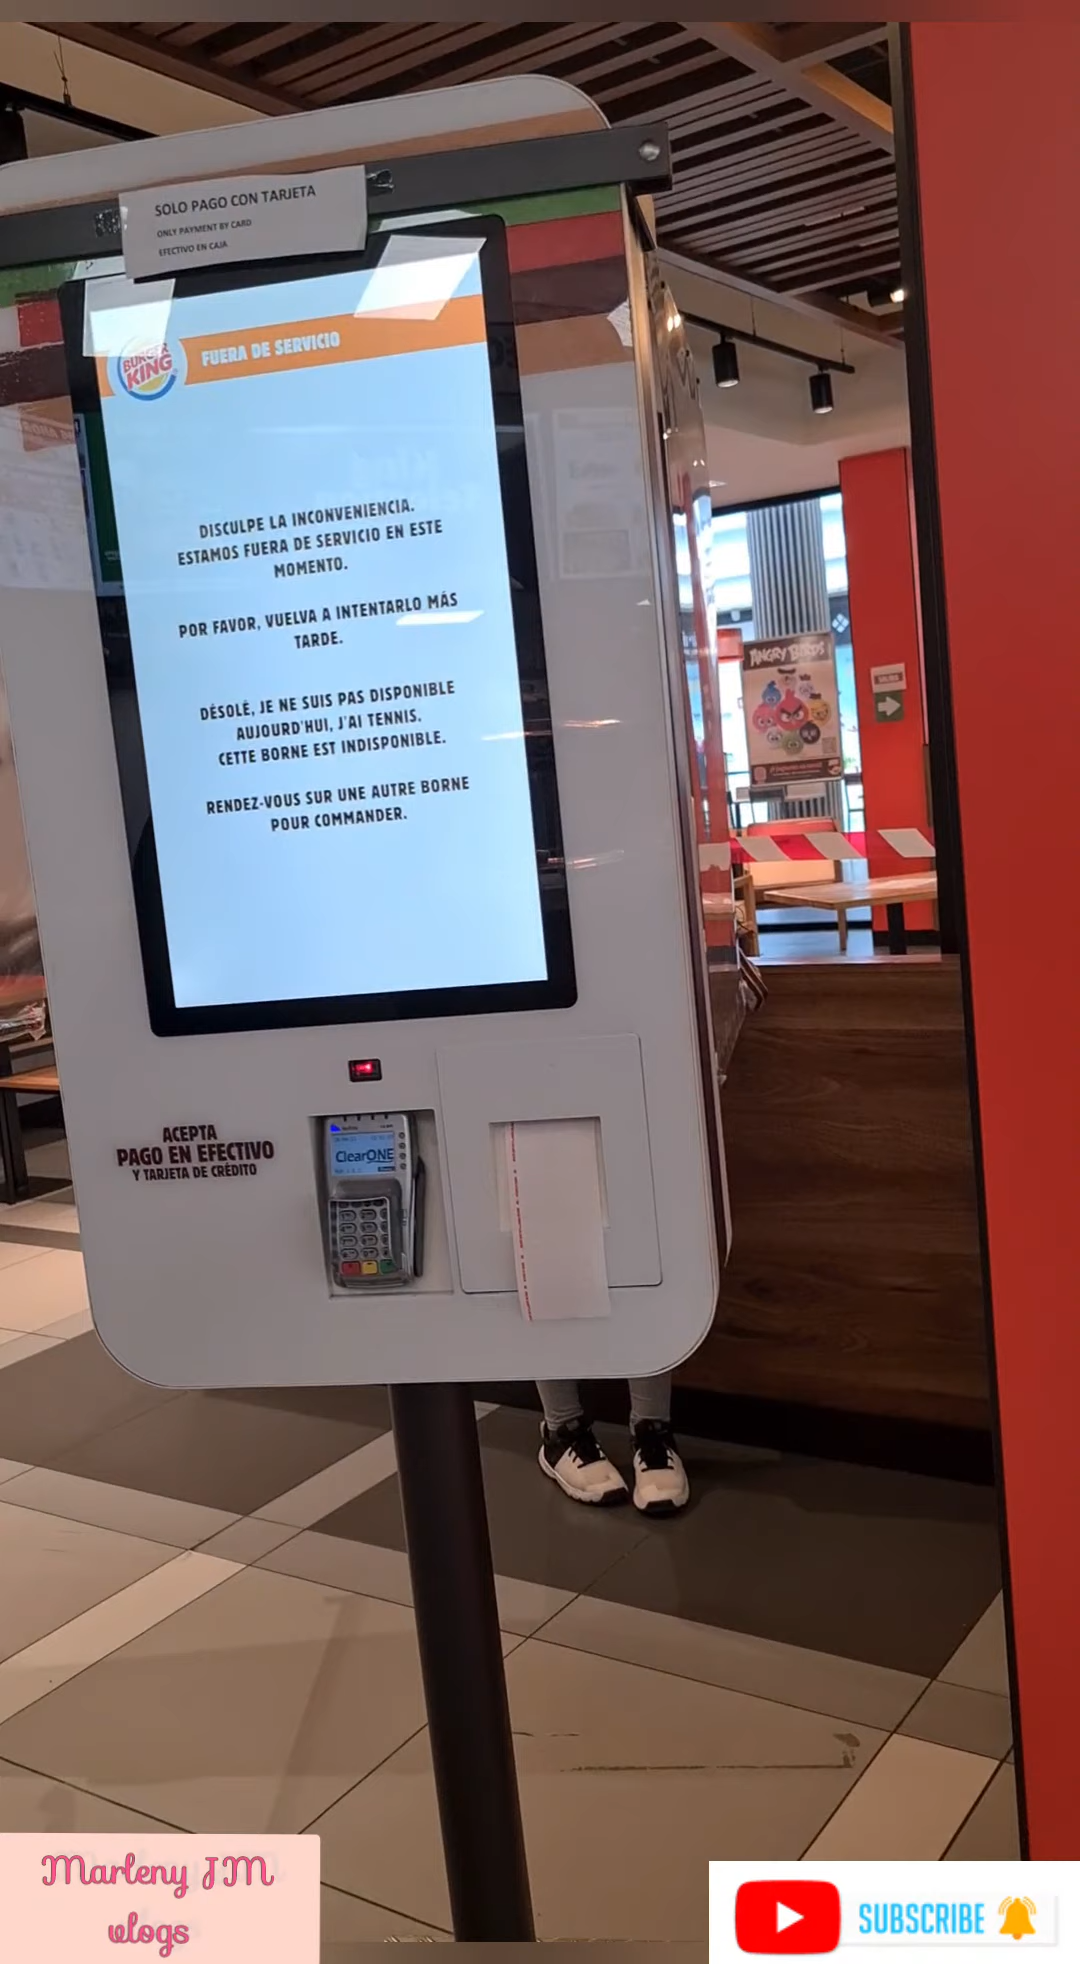 SOLO PAGO CON TARJETA
ONLY PAYMENT BY CARD
EFECTIVO EN CAJA
BURGER
KING
FUERA DE SERVICIO
DISCULPE LA INCONVENIENCIA.
ESTAMOS FUERA DE SERVICIO EN ESTE
MOMENTO.
POR FAVOR, VUELVA A INTENTARLO MÁS
TARDE.
DÉSOLÉ, JE NE SUIS PAS DISPONIBLE
AUJOURD'HUI, J'AI TENNIS.
CETTE BORNE EST INDISPONIBLE.
RENDEZ-VOUS SUR UNE AUTRE BORNE
POUR COMMANDER.
ANGRY BIRDS
SALIDA
ACEPTA
PAGO EN EFECTIVO
Y TARJETA DE CRÉDITO
ClearONE
Marleny JM
vlogs
SUBSCRIBE